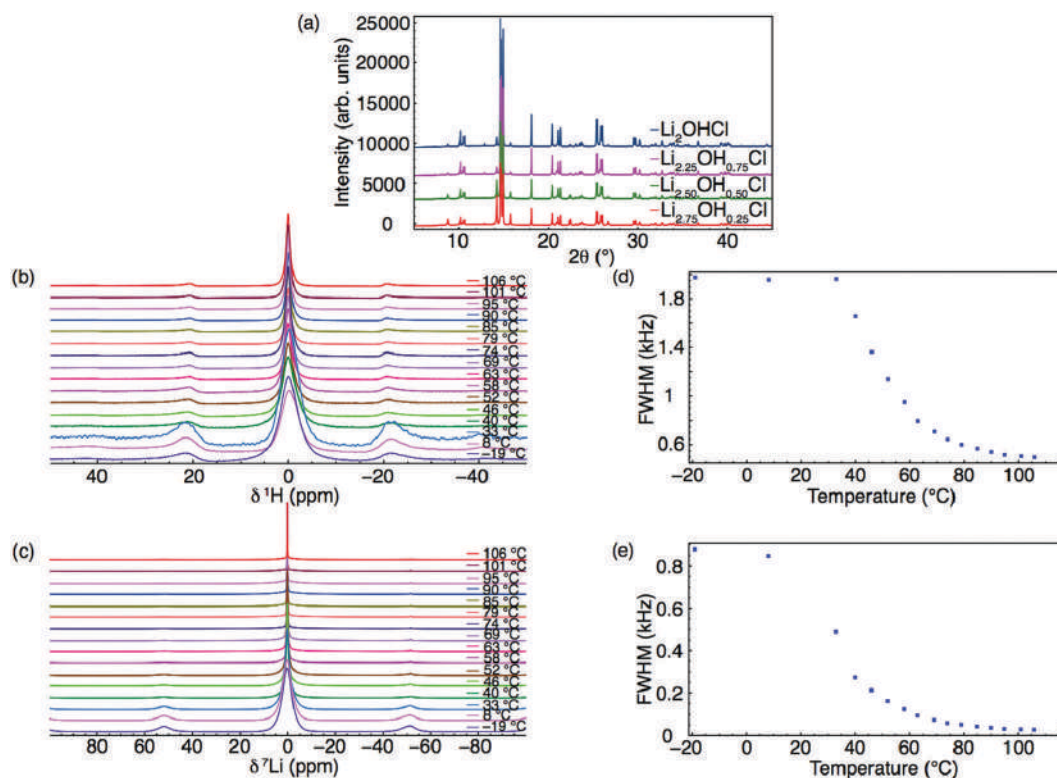 (a)
Intensity (arb. units)
25000
20000
15000
10000
5000
0
Li₂OHCl
Li₂.₂₅OH₀.₇₅Cl
Li₂.₅₀OH₀.₅₀Cl
Li₂.₇₅OH₀.₂₅Cl
10 20 30 40
2θ (°)
(b)
106 °C
101 °C
95 °C
90 °C
85 °C
79 °C
74 °C
69 °C
63 °C
58 °C
52 °C
46 °C
40 °C
33 °C
8 °C
−19 °C
40 20 0 −20 −40
δ ¹H (ppm)
(c)
106 °C
101 °C
95 °C
90 °C
85 °C
79 °C
74 °C
69 °C
63 °C
58 °C
52 °C
46 °C
40 °C
33 °C
8 °C
−19 °C
80 60 40 20 0 −20 −40 −60 −80
δ ⁷Li (ppm)
(d)
FWHM (kHz)
1.8
1.4
1
0.6
−20 0 20 40 60 80 100
Temperature (°C)
(e)
FWHM (kHz)
0.8
0.6
0.4
0.2
0
−20 0 20 40 60 80 100
Temperature (°C)